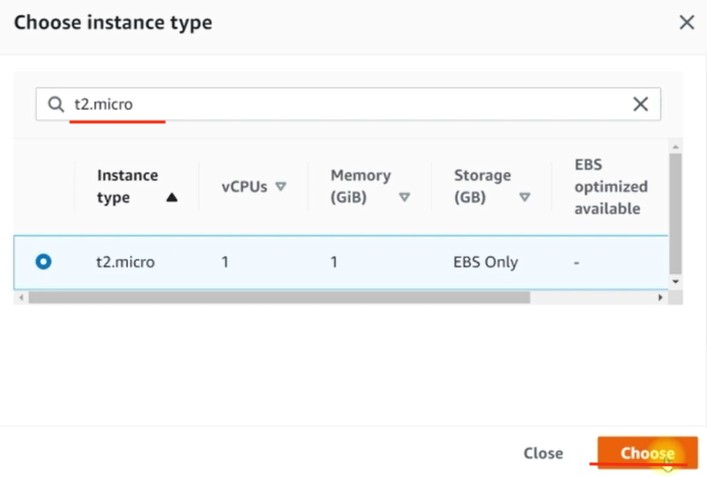 Choose instance type
t2.micro
Instance type
vCPUs
Memory (GiB)
Storage (GB)
EBS optimized available
t2.micro 1 1 EBS Only -
Close Choose